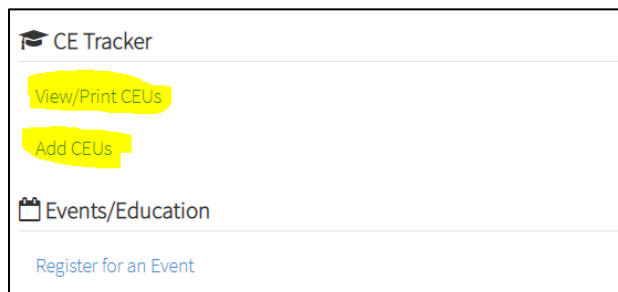 CE Tracker
View/Print CEUs
Add CEUs
Events/Education
Register for an Event